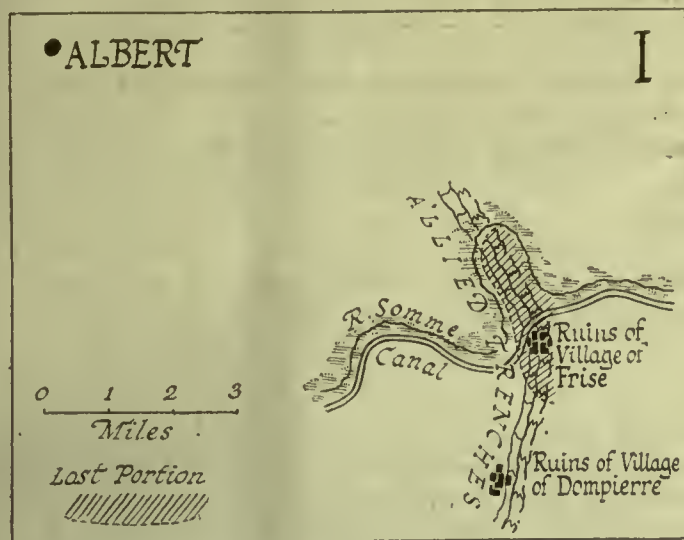 ALBERT
I
ALLIED TRENCHES
R. Somme
Canal
Ruins of
Village of
Frise
0 1 2 3
Miles
Lost Portion
Ruins of Village
of Dompierre